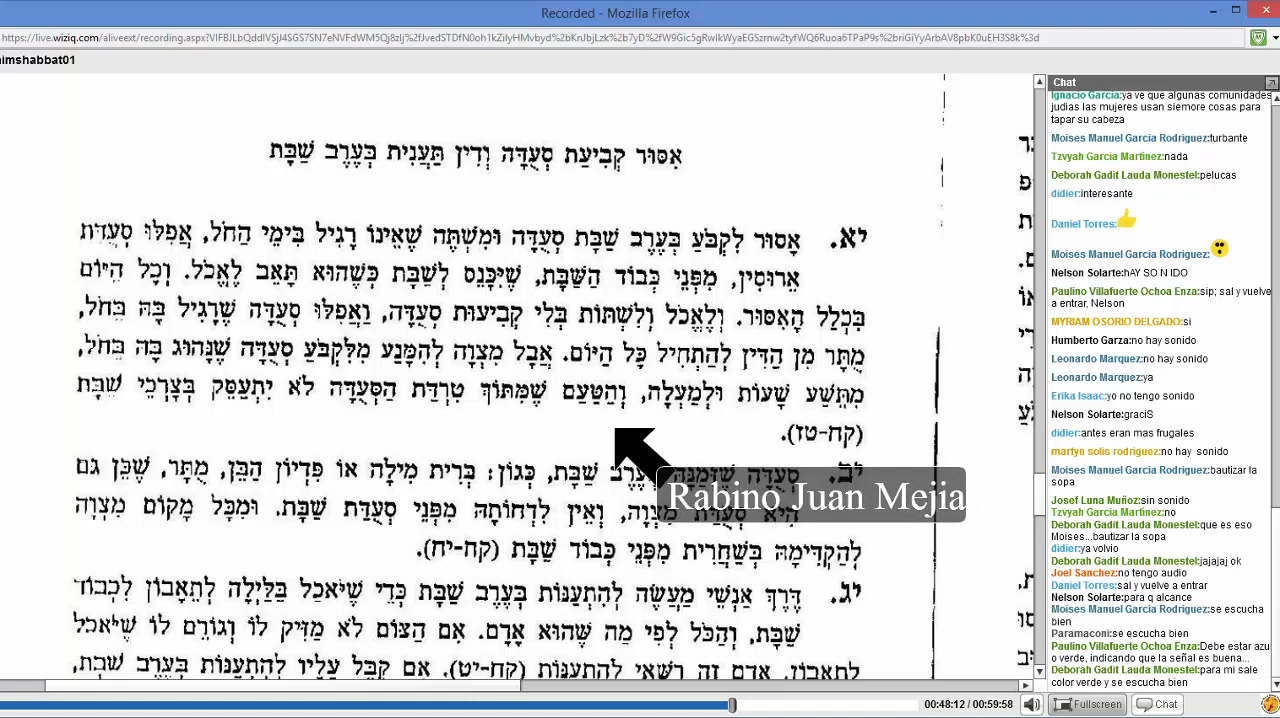 Recorded - Mozilla Firefox
himshabbat01
אִסּוּר קְבִיעַת סְעֻדָּה וְדִין תַּעֲנִית בְּעֶרֶב שַׁבָּת
יא. אָסוּר לִקְבֹּעַ בְּעֶרֶב שַׁבָּת סְעֻדָּה וּמִשְׁתֶּה שֶׁאֵינוֹ רָגִיל בִּימֵי הַחֹל, אֲפִלּוּ סְעֻדַּת
אֵרוּסִין, מִפְּנֵי כְּבוֹד הַשַּׁבָּת, שֶׁיִּכָּנֵס לְשַׁבָּת כְּשֶׁהוּא תָּאֵב לֶאֱכֹל. וְכָל הַיּוֹם
בִּכְלַל הָאִסּוּר. וְלֶאֱכֹל וְלִשְׁתּוֹת בְּלִי קְבִיעוּת סְעֻדָּה, וַאֲפִלּוּ סְעֻדָּה שֶׁרָגִיל בָּהּ בְּחֹל,
מֻתָּר מִן הַדִּין לְהַתְחִיל כָּל הַיּוֹם. אֲבָל מִצְוָה לְהִמָּנַע מִלִּקְבֹּעַ סְעֻדָּה שֶׁנָּהוּג בָּהּ בְּחֹל,
מִתֵּשַׁע שָׁעוֹת וּלְמַעְלָה, וְהַטַּעַם שֶׁמִּתּוֹךְ טִרְדַּת הַסְּעֻדָּה לֹא יִתְעַסֵּק בְּצָרְכֵי שַׁבָּת
(קח-טז).
יב. סְעֻדָּה שֶׁזְּמַנָּהּ עֶרֶב שַׁבָּת, כְּגוֹן: בְּרִית מִילָה אוֹ פִּדְיוֹן הַבֵּן, מֻתָּר, שֶׁכֵּן גַּם
הִיא סְעֻדַּת מִצְוָה, וְאֵין לִדְחוֹתָהּ מִפְּנֵי סְעֻדַּת שַׁבָּת. וּמִכָּל מָקוֹם מִצְוָה
לְהַקְדִּימָהּ בְּשַׁחֲרִית מִפְּנֵי כְּבוֹד שַׁבָּת (קח-יח).
יג. דֶּרֶךְ אַנְשֵׁי מַעֲשֶׂה לְהִתְעַנּוֹת בְּעֶרֶב שַׁבָּת כְּדֵי שֶׁיֹּאכַל בַּלַּיְלָה לְתֵאָבוֹן לִכְבוֹד
שַׁבָּת, וְהַכֹּל לְפִי מַה שֶּׁהוּא אָדָם. אִם הַצּוֹם לֹא מַזִּיק לוֹ וְגוֹרֵם לוֹ שֶׁיֹּאכַל
לְתֵאָבוֹן, אָדָם זֶה רַשַּׁאי לְהִתְעַנּוֹת (קח-יט). אִם קִבֵּל עָלָיו לְהִתְעַנּוֹת בְּעֶרֶב שַׁבָּת,
Rabino Juan Mejia
Chat
Ignacio Garcia:ya ve que algunas comunidades
judias las mujeres usan siemore cosas para
tapar su cabeza
Moises Manuel Garcia Rodriguez:turbante
Tzvyah Garcia Martinez:nada
Deborah Gadit Lauda Monestel:pelucas
didier:interesante
Daniel Torres:
Moises Manuel Garcia Rodriguez:
Nelson Solarte:hAY SO N IDO
Paulino Villafuerte Ochoa Enza:sip; sal y vuelve
a entrar, Nelson
MYRIAM OSORIO DELGADO:si
Humberto Garza:no hay sonido
Leonardo Marquez:no hay sonido
Leonardo Marquez:ya
Erika Isaac:yo no tengo sonido
Nelson Solarte:graciS
didier:antes eran mas frugales
martyn solis rodriguez:no hay sonido
Moises Manuel Garcia Rodriguez:bautizar la
sopa
Josef Luna Muñoz:sin sonido
Tzvyah Garcia Martinez:no
Deborah Gadit Lauda Monestel:que es eso
Moises...bautizar la sopa
didier:ya volvio
Deborah Gadit Lauda Monestel:jajajaj ok
Joel Sanchez:no tengo audio
Daniel Torres:sal y vuelve a entrar
Nelson Solarte:para q alcance
Moises Manuel Garcia Rodriguez:se escucha
bien
Paramaconi:se escucha bien
Paulino Villafuerte Ochoa Enza:Debe estar azu
o verde, indicando que la señal es buena...
Deborah Gadit Lauda Monestel:para mi sale
color verde y se escucha bien
00:48:12 / 00:59:58
Fullscreen
Chat